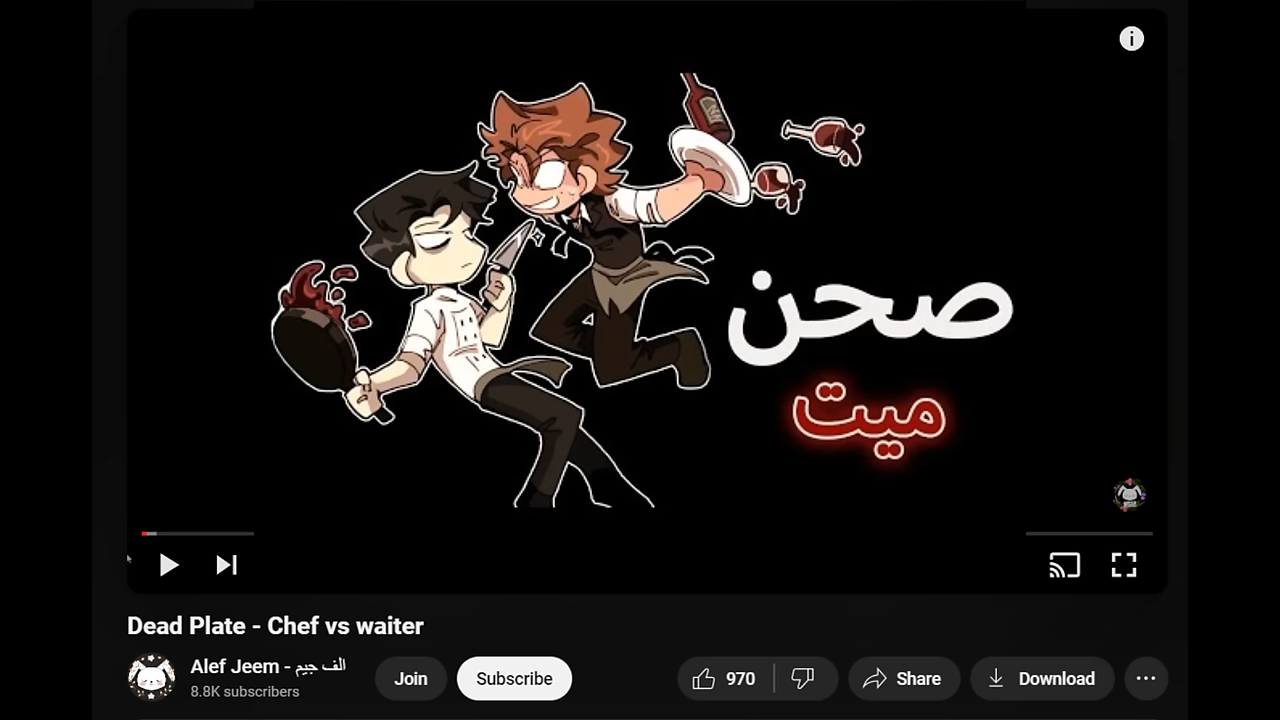 صحن
ميت
Dead Plate - Chef vs waiter
Alef Jeem - الف جيم
8.8K subscribers
Join
Subscribe
970
Share
Download